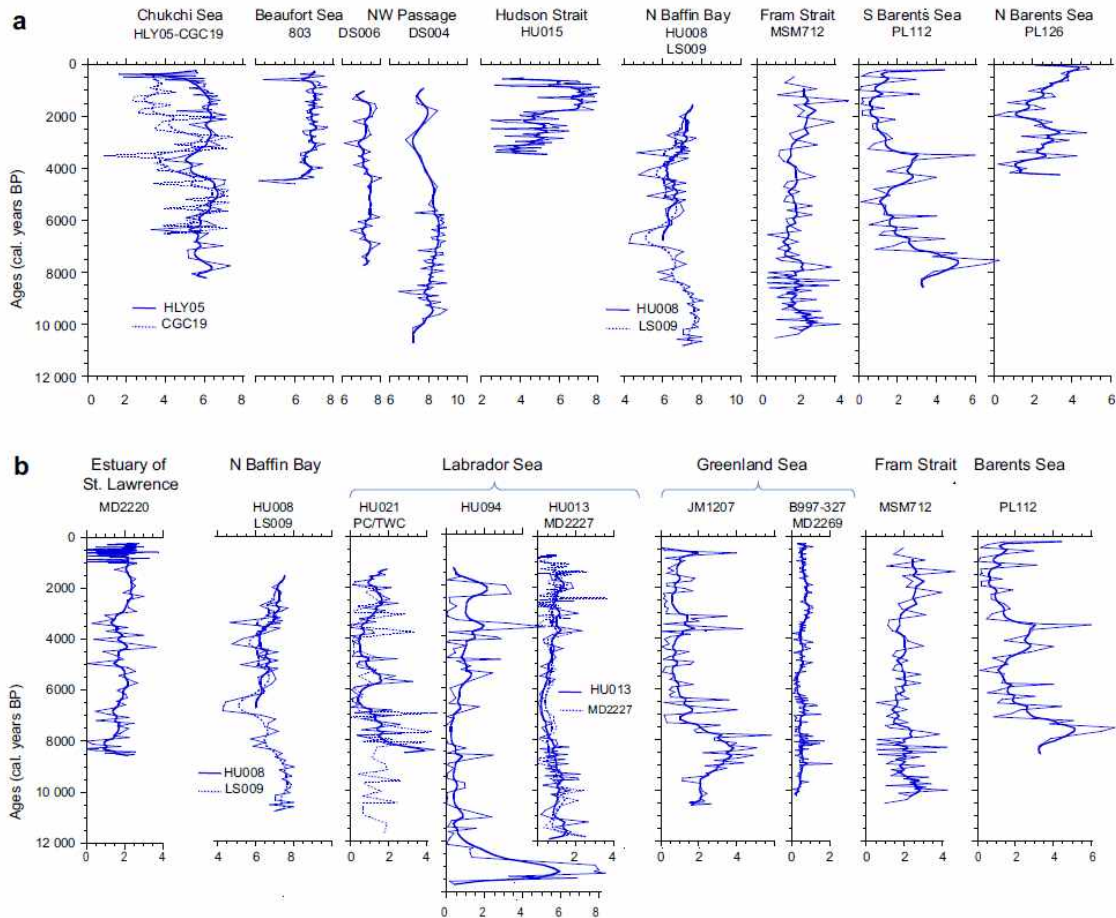 a
Chukchi Sea Beaufort Sea NW Passage Hudson Strait N Baffin Bay Fram Strait S Barents Sea N Barents Sea
HLY05-CGC19 803 DS006 DS004 HU015 HU008 MSM712 PL112 PL126
LS009
0
2000
4000
6000
8000
10 000
12 000
Ages (cal. years BP)
HLY05
CGC19
HU008
LS009
0 2 4 6 8 4 6 8 6 8 6 8 10 2 4 6 8 4 6 8 10 0 2 4 0 2 4 6 0 2 4 6
b
Estuary of N Baffin Bay Labrador Sea Greenland Sea Fram Strait Barents Sea
St. Lawrence
MD2220 HU008 HU021 HU094 HU013 JM1207 B997-327 MSM712 PL112
LS009 PC/TWC MD2227 MD2269
0
2000
4000
6000
8000
10 000
12 000
Ages (cal. years BP)
HU013
MD2227
HU008
LS009
0 2 4 4 6 8 0 2 4 0 2 4 0 2 4 6 0 2 0 2 4 0 2 4 6
0 2 4 6 8